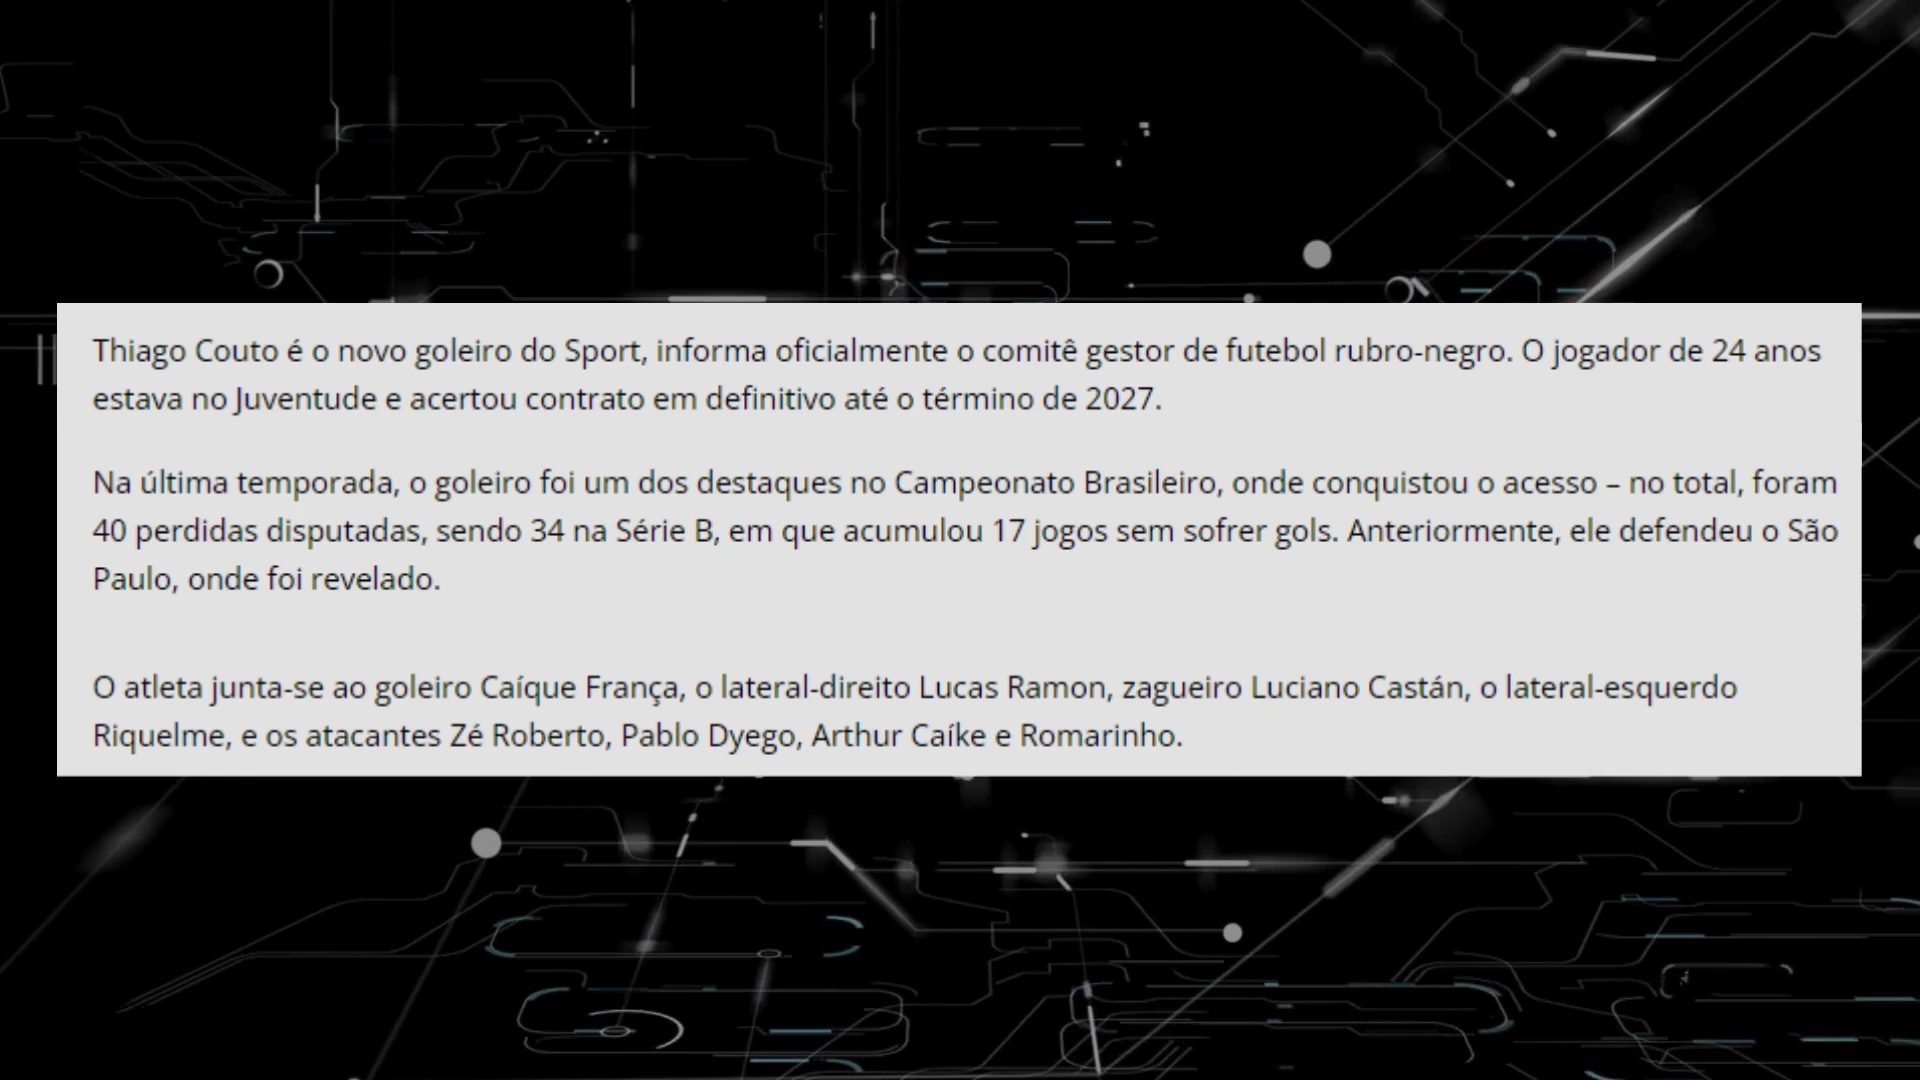 Thiago Couto é o novo goleiro do Sport, informa oficialmente o comitê gestor de futebol rubro-negro. O jogador de 24 anos
estava no Juventude e acertou contrato em definitivo até o término de 2027.
Na última temporada, o goleiro foi um dos destaques no Campeonato Brasileiro, onde conquistou o acesso – no total, foram
40 perdidas disputadas, sendo 34 na Série B, em que acumulou 17 jogos sem sofrer gols. Anteriormente, ele defendeu o São
Paulo, onde foi revelado.
O atleta junta-se ao goleiro Caíque França, o lateral-direito Lucas Ramon, zagueiro Luciano Castán, o lateral-esquerdo
Riquelme, e os atacantes Zé Roberto, Pablo Dyego, Arthur Caíke e Romarinho.